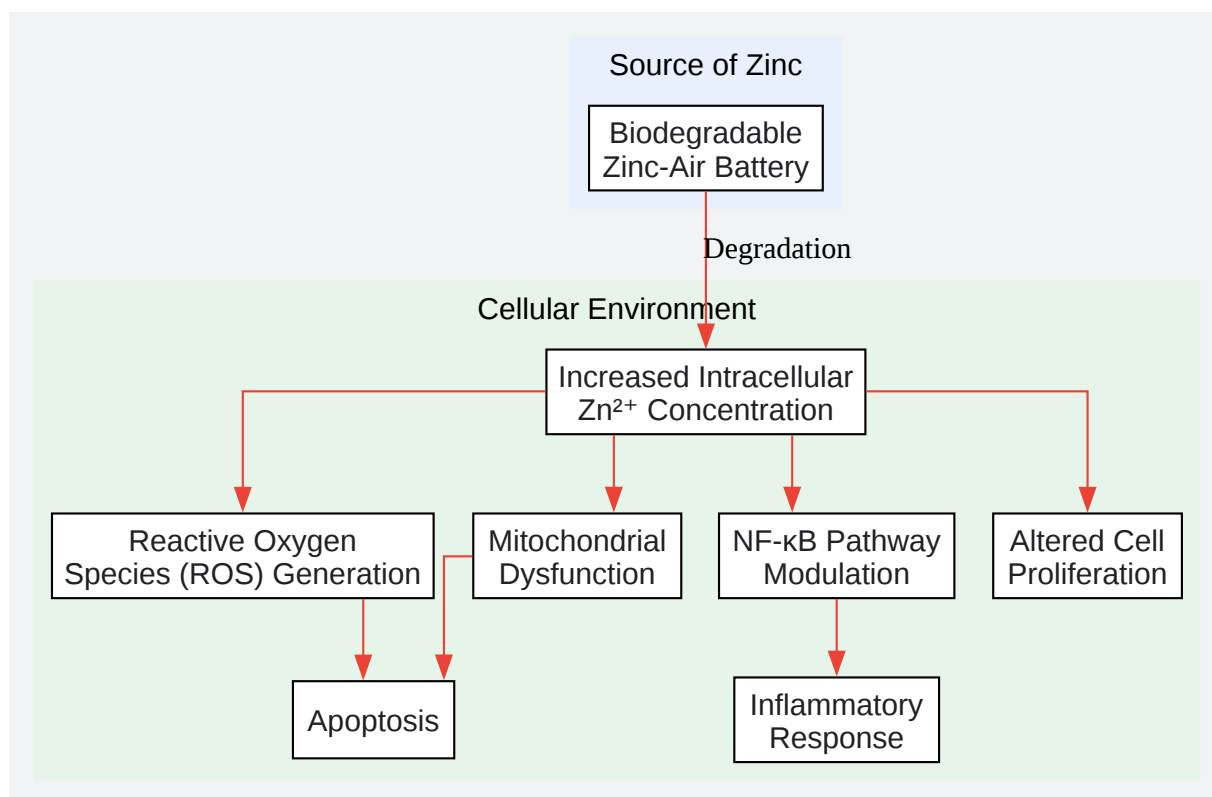 Source of Zinc
Biodegradable
Zinc-Air Battery
Degradation
Cellular Environment
Increased Intracellular
Zn²⁺ Concentration
Reactive Oxygen
Species (ROS) Generation
Mitochondrial
Dysfunction
NF-κB Pathway
Modulation
Altered Cell
Proliferation
Apoptosis
Inflammatory
Response